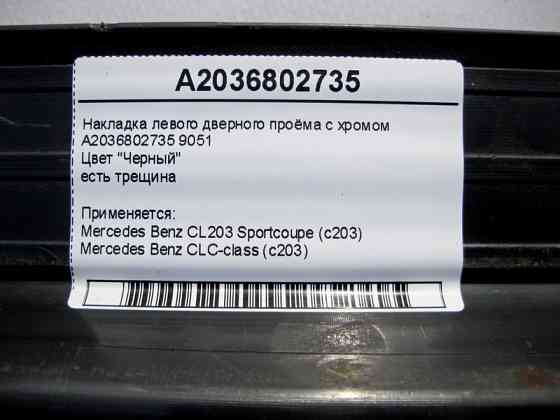 A2036802735
Накладка левого дверного проёма с хромом
A2036802735 9051
Цвет "Черный"
есть трещина
Применяется:
Mercedes Benz CL203 Sportcoupe (c203)
Mercedes Benz CLC-class (c203)